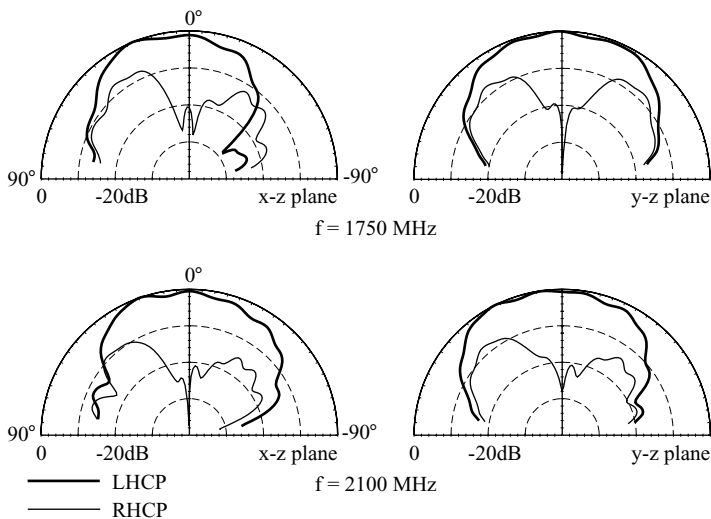 0°
90° -90°
0 -20dB x-z plane 0 -20dB y-z plane
f = 1750 MHz
0°
90° -90°
0 -20dB x-z plane 0 -20dB y-z plane
f = 2100 MHz
LHCP
RHCP